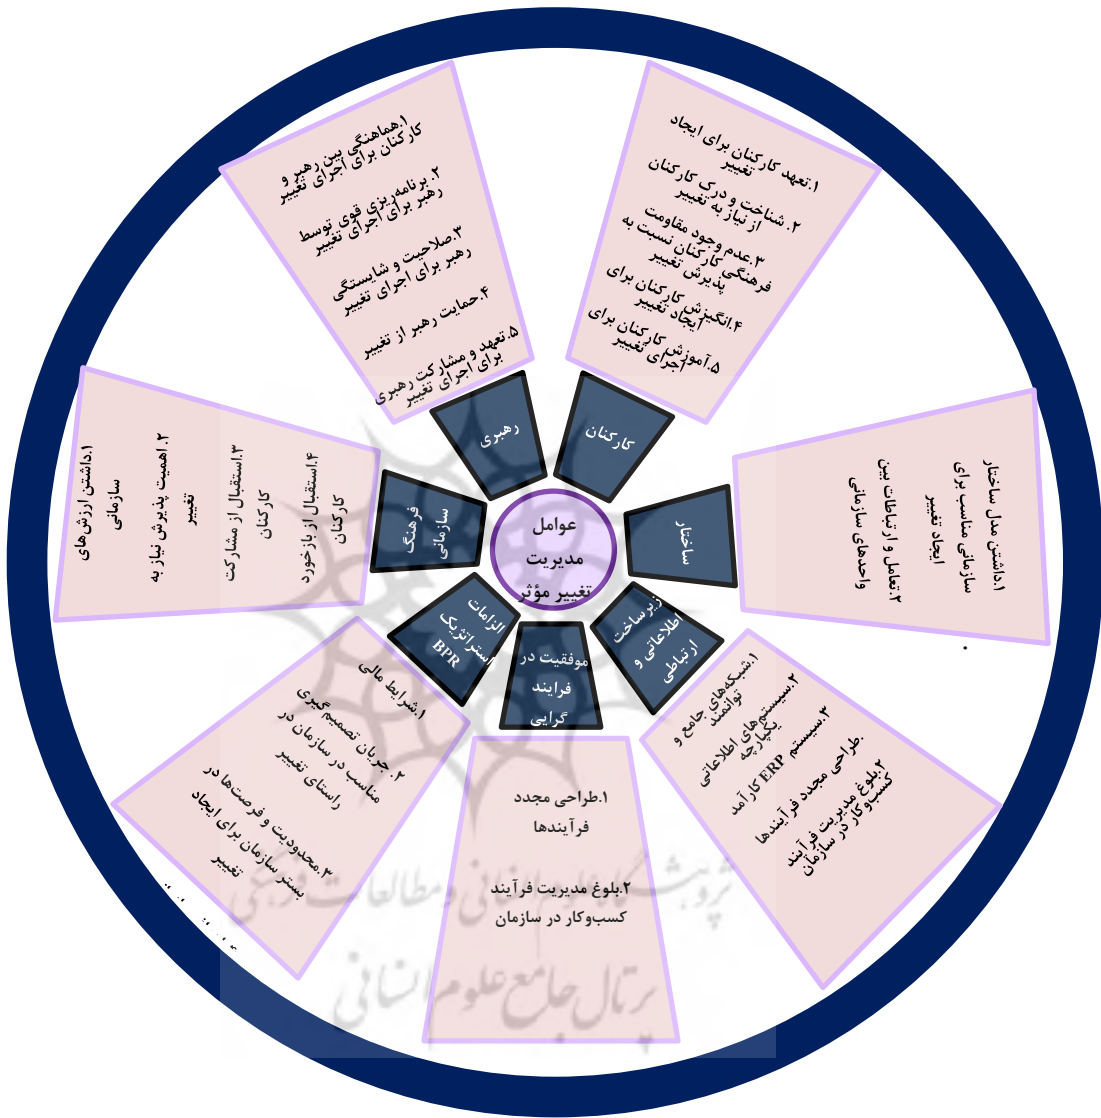 عوامل
مدیریت
تغییر مؤثر
کارکنان
۱.تعهد کارکنان برای ایجاد
تغییر
۲. شناخت و درک کارکنان
از نیاز به تغییر
۳.عدم وجود مقاومت
فرهنگی کارکنان نسبت به
پذیرش تغییر
۴.انگیزش کارکنان برای
ایجاد تغییر
۵.آموزش کارکنان برای
اجرای تغییر
ساختار
۱.داشتن مدل ساختار
سازمانی مناسب برای
ایجاد تغییر
۲.تعامل و ارتباطات بین
واحدهای سازمانی
زیرساخت
اطلاعاتی و
ارتباطی
۱.شبکه‌های جامع و
توانمند
۲.سیستم‌های اطلاعاتی
یکپارچه
۳.سیستم ERP کارآمد
.طراحی مجدد فرآیندها
۲.بلوغ مدیریت فرآیند
کسب‌وکار در سازمان
موفقیت در
فرایند
گرایی
۱.طراحی مجدد
فرآیندها
۲.بلوغ مدیریت فرآیند
کسب‌وکار در سازمان
الزامات
استراتژیک
BPR
۱.شرایط مالی
۲. جریان تصمیم‌گیری
مناسب در سازمان در
راستای تغییر
۳.محدودیت و فرصت‌ها در
بستر سازمان برای ایجاد
تغییر
فرهنگ
سازمانی
۱.داشتن ارزش‌های
سازمانی
۲.اهمیت پذیرش نیاز به
تغییر
۳.استقبال از مشارکت
کارکنان
۴.استقبال از بازخورد
کارکنان
رهبری
۱.هماهنگی بین رهبر و
کارکنان برای اجرای تغییر
۲. برنامه‌ریزی قوی توسط
رهبر برای اجرای تغییر
۳.صلاحیت و شایستگی
رهبر برای اجرای تغییر
۴.حمایت رهبر از تغییر
۵.تعهد و مشارکت رهبری
برای اجرای تغییر
پژوهشگاه علوم انسانی و مطالعات فرهنگی
پرتال جامع علوم انسانی